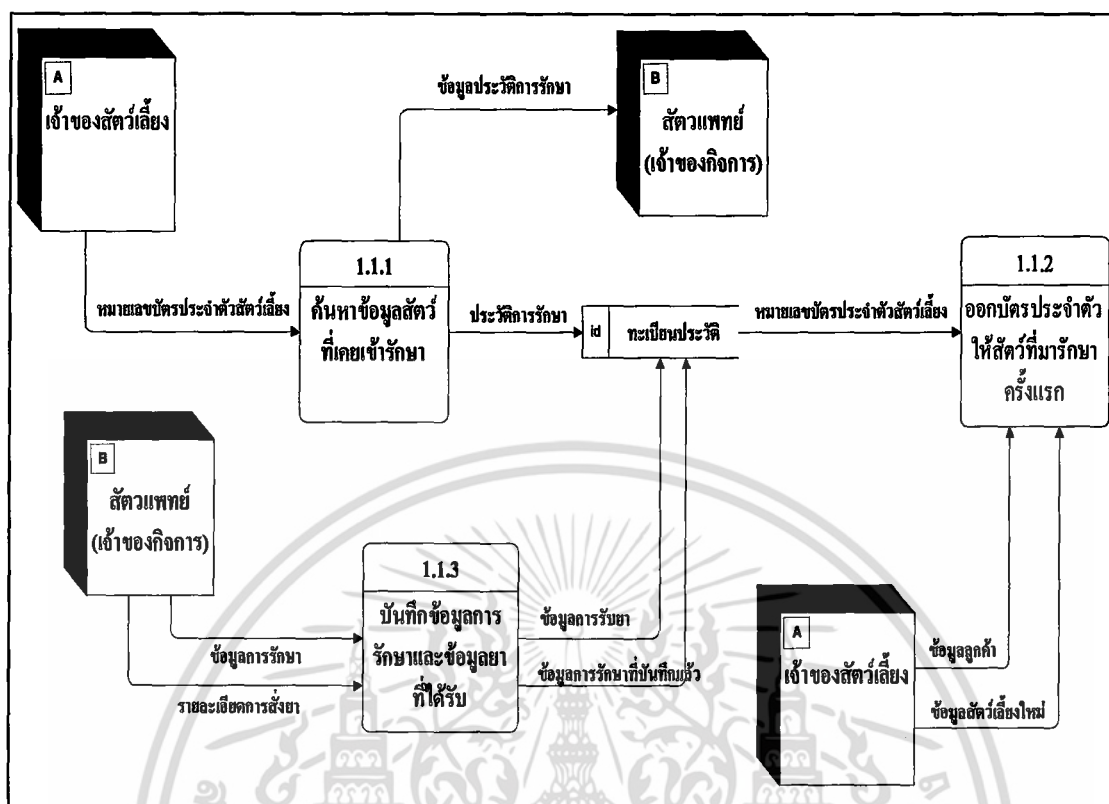 A
เจ้าของสัตว์เลี้ยง
ข้อมูลประวัติการรักษา
B
สัตวแพทย์
(เจ้าของกิจการ)
หมายเลขบัตรประจำตัวสัตว์เลี้ยง
1.1.1
ค้นหาข้อมูลสัตว์
ที่เคยเข้ารักษา
ประวัติการรักษา
id
ทะเบียนประวัติ
หมายเลขบัตรประจำตัวสัตว์เลี้ยง
1.1.2
ออกบัตรประจำตัว
ให้สัตว์ที่มารักษา
ครั้งแรก
B
สัตวแพทย์
(เจ้าของกิจการ)
ข้อมูลการรักษา
รายละเอียดการสั่งยา
1.1.3
บันทึกข้อมูลการ
รักษาและข้อมูลยา
ที่ได้รับ
ข้อมูลการรับยา
ข้อมูลการรักษาที่บันทึกแล้ว
A
เจ้าของสัตว์เลี้ยง
ข้อมูลลูกค้า
ข้อมูลสัตว์เลี้ยงใหม่